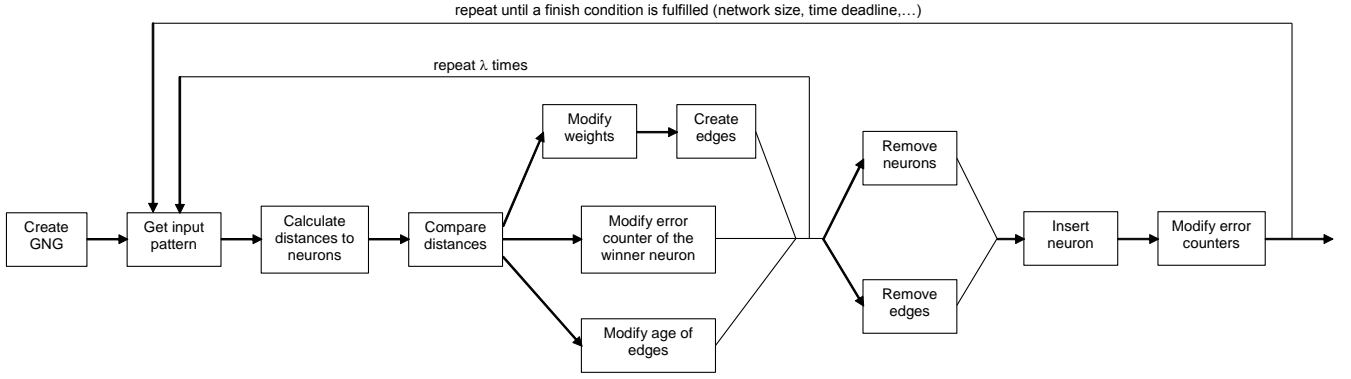 repeat until a finish condition is fulfilled (network size, time deadline,...)
repeat λ times
Create
GNG
Get input
pattern
Calculate
distances to
neurons
Compare
distances
Modify
weights
Create
edges
Modify error
counter of the
winner neuron
Modify age of
edges
Remove
neurons
Remove
edges
Insert
neuron
Modify error
counters